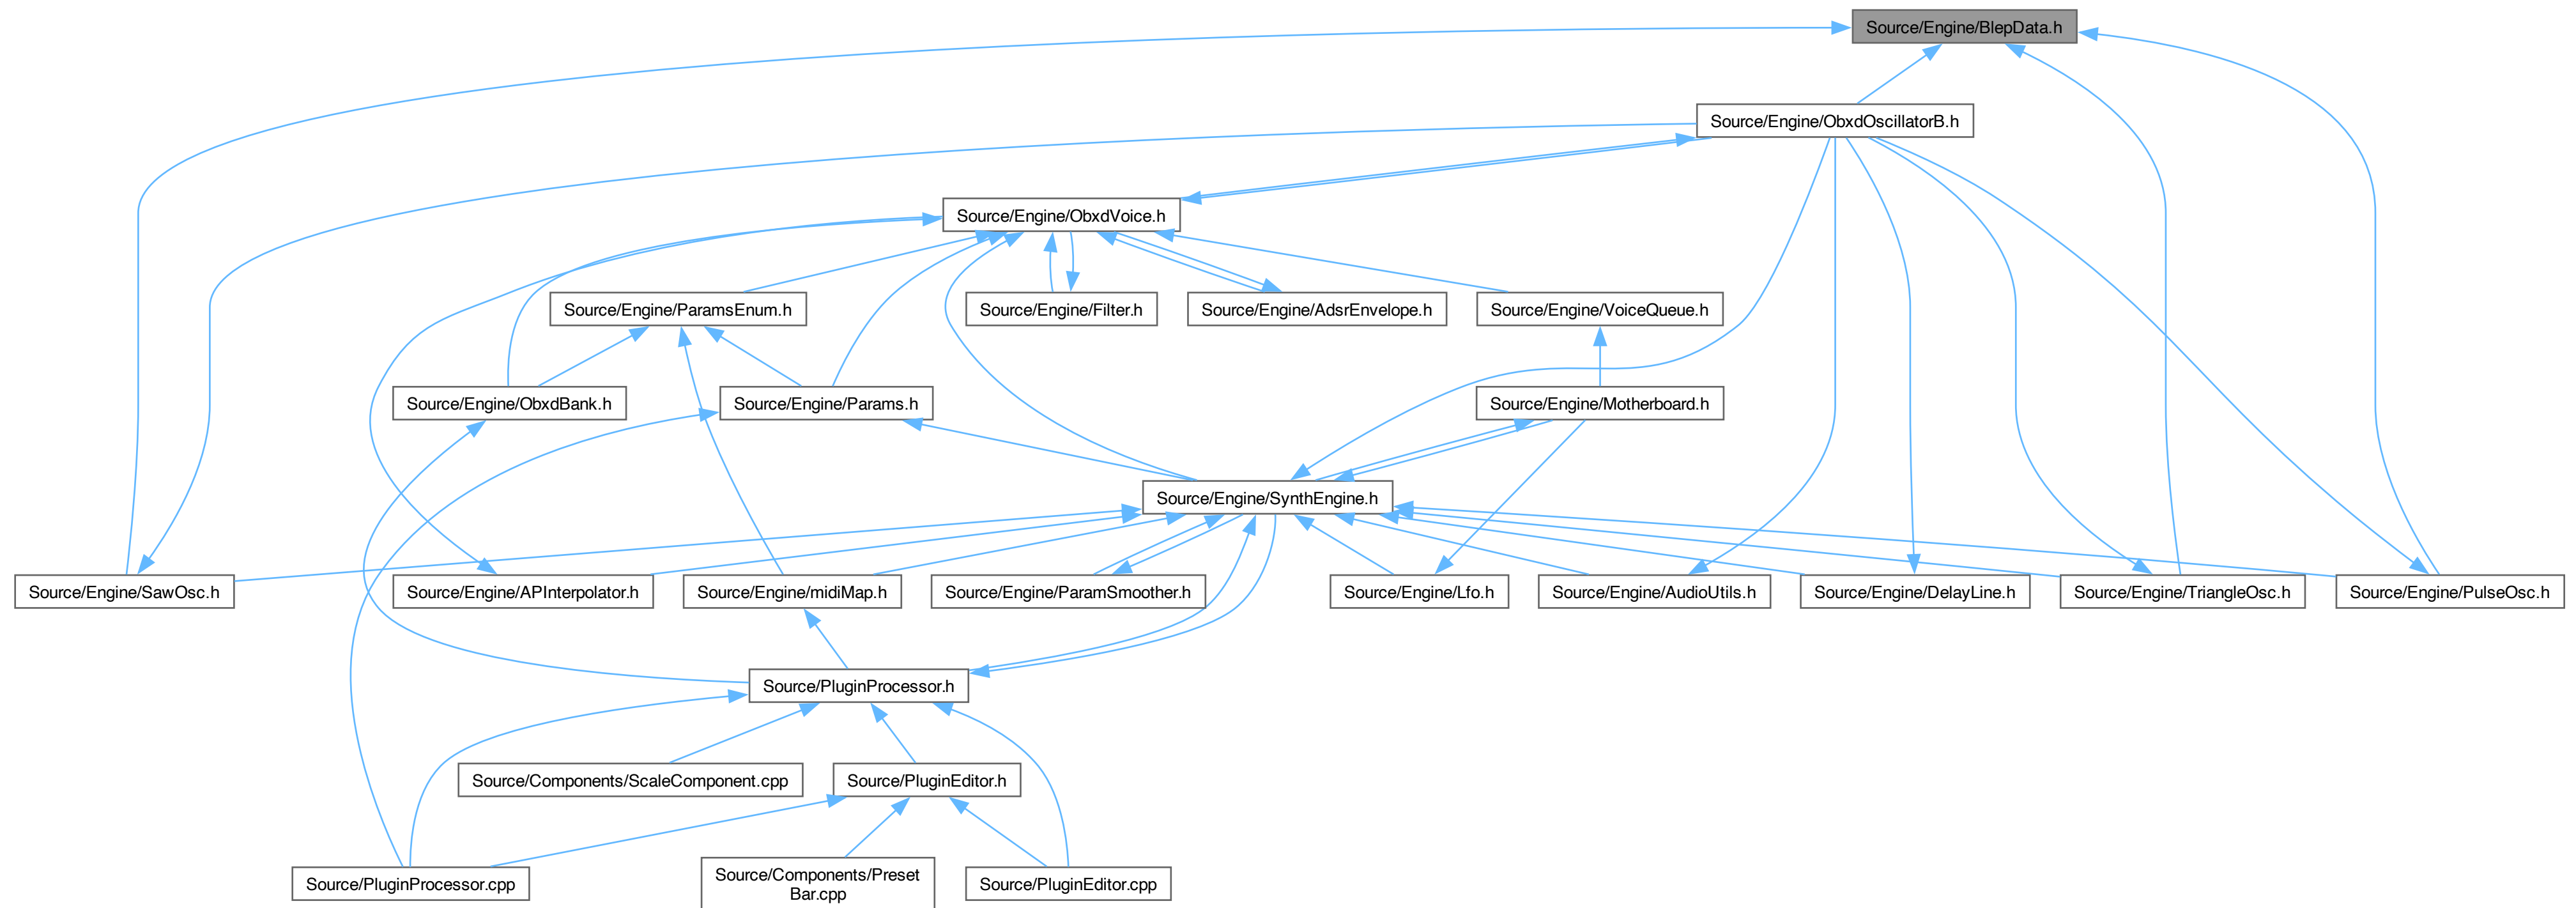 Source/Engine/BlepData.h
Source/Engine/ObxdOscillatorB.h
Source/Engine/ObxdVoice.h
Source/Engine/ParamsEnum.h
Source/Engine/Filter.h
Source/Engine/AdsrEnvelope.h
Source/Engine/VoiceQueue.h
Source/Engine/ObxdBank.h
Source/Engine/Params.h
Source/Engine/Motherboard.h
Source/Engine/SynthEngine.h
Source/Engine/SawOsc.h
Source/Engine/APInterpolator.h
Source/Engine/midiMap.h
Source/Engine/ParamSmoother.h
Source/Engine/Lfo.h
Source/Engine/AudioUtils.h
Source/Engine/DelayLine.h
Source/Engine/TriangleOsc.h
Source/Engine/PulseOsc.h
Source/PluginProcessor.h
Source/Components/ScaleComponent.cpp
Source/PluginEditor.h
Source/PluginProcessor.cpp
Source/Components/Preset
Bar.cpp
Source/PluginEditor.cpp